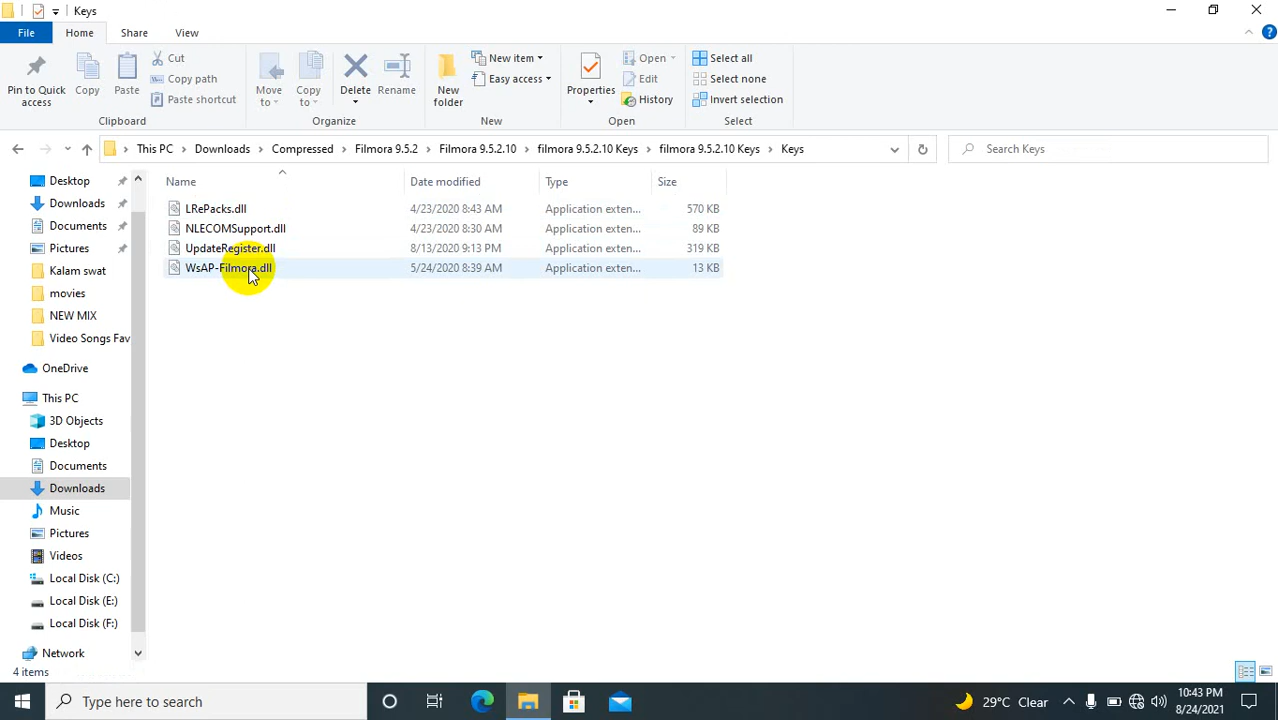 Keys
File Home Share View
Pin to Quick access
Copy
Paste
Cut
Copy path
Paste shortcut
Clipboard
Move to
Copy to
Delete
Rename
Organize
New folder
New item
Easy access
New
Properties
Open
Edit
History
Open
Select all
Select none
Invert selection
Select
This PC Downloads Compressed Filmora 9.5.2 Filmora 9.5.2.10 filmora 9.5.2.10 Keys filmora 9.5.2.10 Keys Keys
Search Keys
Desktop
Downloads
Documents
Pictures
Kalam swat
movies
NEW MIX
Video Songs Fav
OneDrive
This PC
3D Objects
Desktop
Documents
Downloads
Music
Pictures
Videos
Local Disk (C:)
Local Disk (E:)
Local Disk (F:)
Network
Name Date modified Type Size
LRePacks.dll 4/23/2020 8:43 AM Application exten... 570 KB
NLECOMSupport.dll 4/23/2020 8:30 AM Application exten... 89 KB
UpdateRegister.dll 8/13/2020 9:13 PM Application exten... 319 KB
WsAP-Filmora.dll 5/24/2020 8:39 AM Application exten... 13 KB
4 items
Type here to search
29°C Clear
10:43 PM
8/24/2021